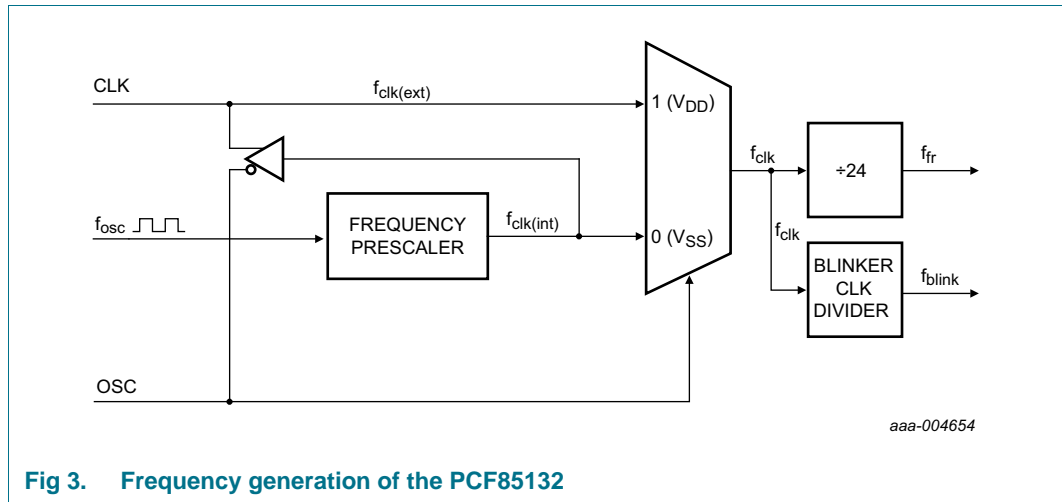 CLK
fclk(ext)
1 (VDD)
fclk
÷24
ffr
fosc
FREQUENCY
PRESCALER
fclk(int)
0 (VSS)
fclk
BLINKER
CLK
DIVIDER
fblink
OSC
aaa-004654
Fig 3. Frequency generation of the PCF85132